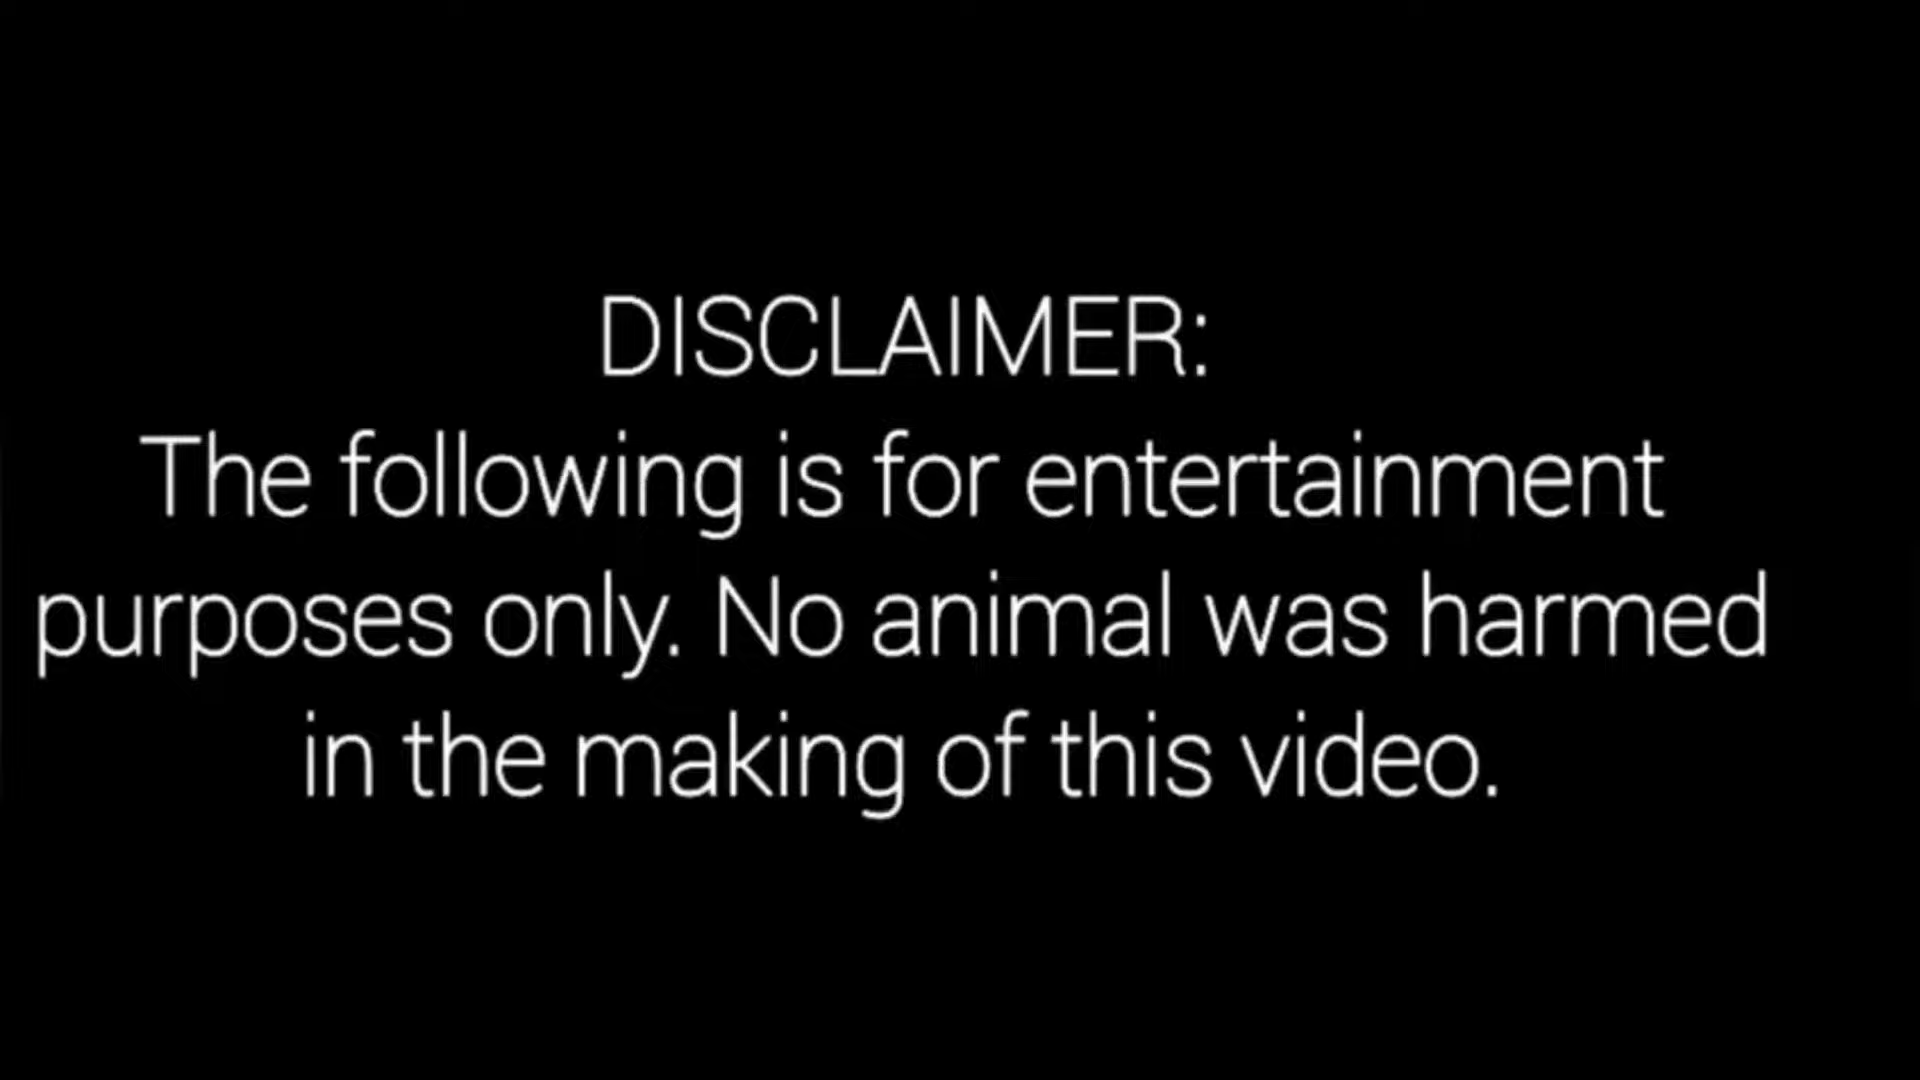 DISCLAIMER:
The following is for entertainment
purposes only. No animal was harmed
in the making of this video.